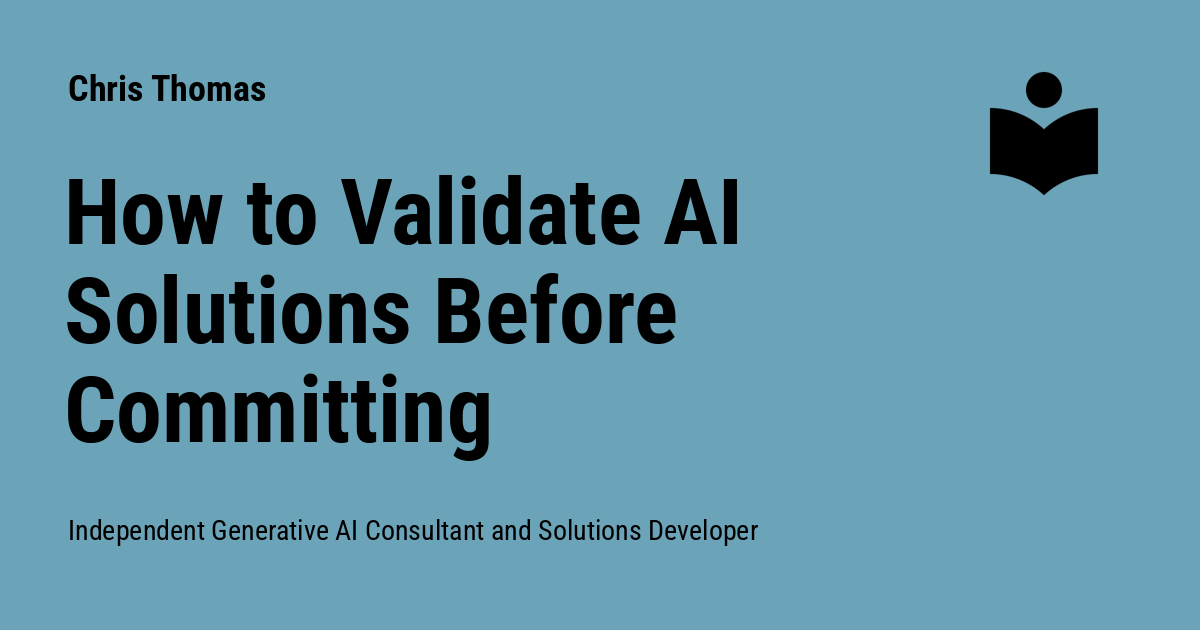 Chris Thomas
How to Validate AI
Solutions Before
Committing
Independent Generative AI Consultant and Solutions Developer